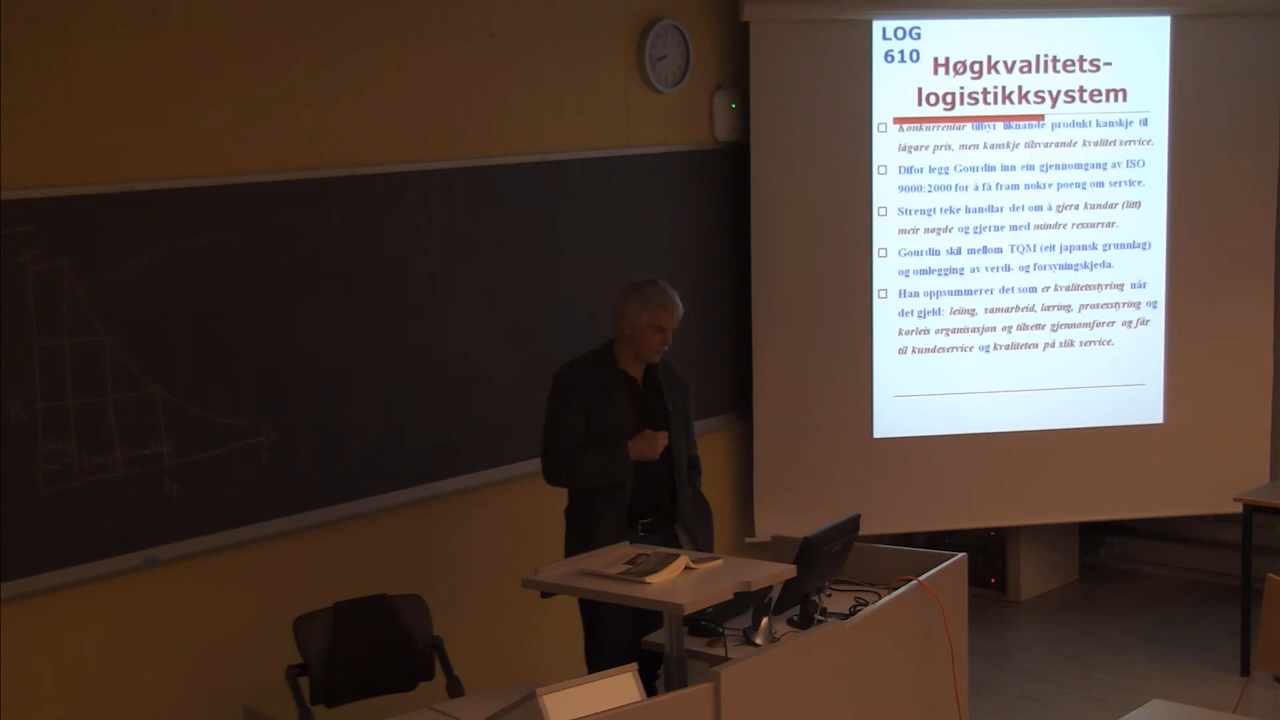 LOG
610
Høgkvalitets-
logistikksystem
Konkurrentar tilbyr liknande produkt kanskje til
lågare pris, men kanskje tilsvarande kvalitet service.
Difor legg Gourdin inn ein gjennomgang av ISO
9000:2000 for å få fram nokre poeng om service.
Strengt teke handlar det om å gjera kundar (litt)
meir nøgde og gjerne med mindre ressursar.
Gourdin skil mellom TQM (eit japansk grunnlag)
og omlegging av verdi- og forsyningskjeda.
Han oppsummerer det som er kvalitetsstyring når
det gjeld: leiing, samarbeid, læring, prosesstyring og
korleis organisasjon og tilsette gjennomfører og får
til kundeservice og kvaliteten på slik service.